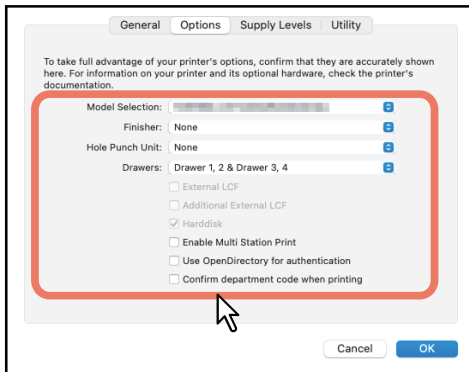 General Options Supply Levels Utility
To take full advantage of your printer's options, confirm that they are accurately shown
here. For information on your printer and its optional hardware, check the printer's
documentation.
Model Selection:
Finisher: None
Hole Punch Unit: None
Drawers: Drawer 1, 2 & Drawer 3, 4
External LCF
Additional External LCF
Harddisk
Enable Multi Station Print
Use OpenDirectory for authentication
Confirm department code when printing
Cancel OK